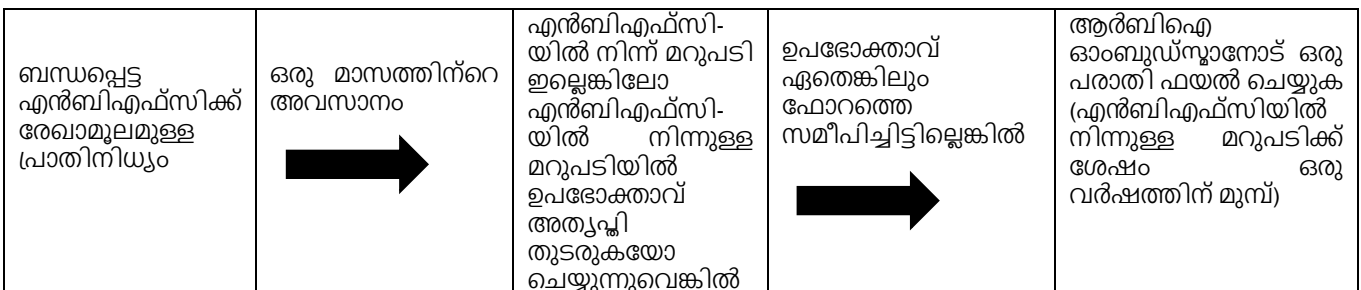 ബന്ധപ്പെട്ട
എൻബിഎഫ്സിക്ക്
രേഖാമൂലമുള്ള
പ്രാതിനിധ്യം
ഒരു മാസത്തിന്റെ
അവസാനം
എൻബിഎഫ്സി-
യിൽ നിന്ന് മറുപടി
ഇല്ലെങ്കിലോ
എൻബിഎഫ്സി-
യിൽ നിന്നുള്ള
മറുപടിയിൽ
ഉപഭോക്താവ്
അതൃപ്തി
തുടരുകയോ
ചെയ്യുന്നുവെങ്കിൽ
ഉപഭോക്താവ്
ഏതെങ്കിലും
ഫോറത്തെ
സമീപിച്ചിട്ടില്ലെങ്കിൽ
ആർബിഐ
ഓംബുഡ്സ്മാനോട് ഒരു
പരാതി ഫയൽ ചെയ്യുക
(എൻബിഎഫ്സിയിൽ
നിന്നുള്ള മറുപടിക്ക്
ശേഷം ഒരു
വർഷത്തിന് മുമ്പ്)